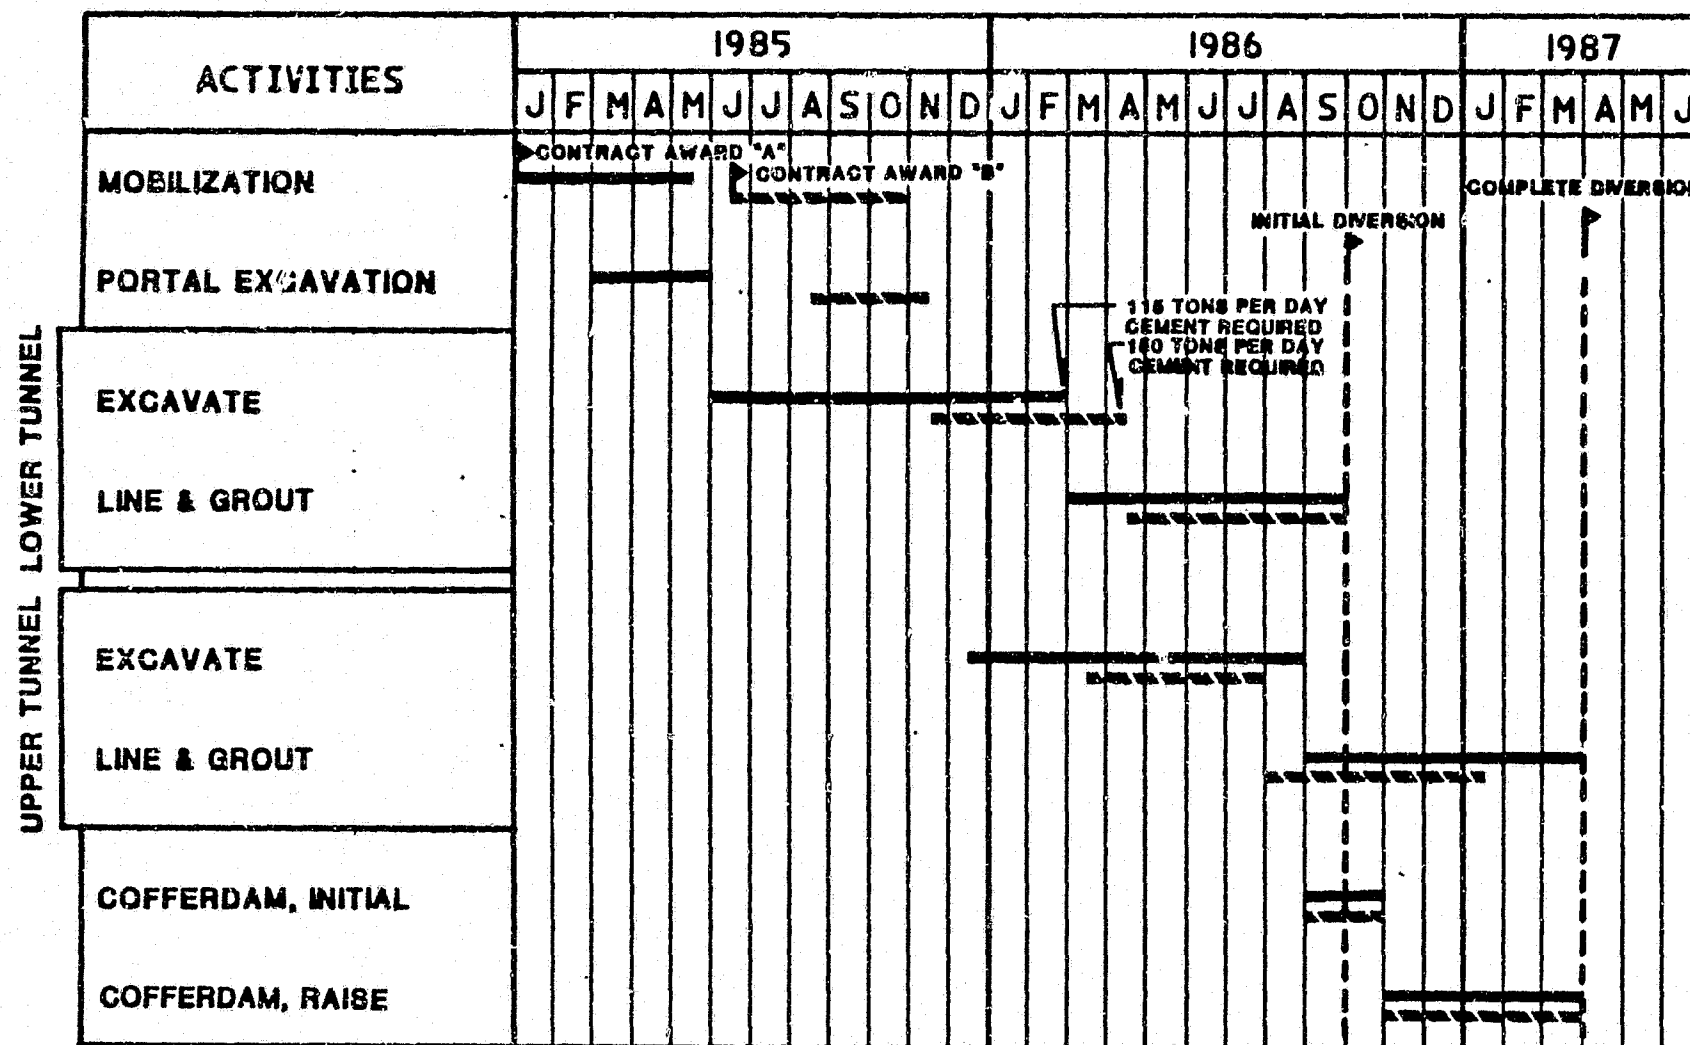 ACTIVITIES
1985
1986
1987
J F M A M J J A S O N D J F M A M J J A S O N D J F M A M J
CONTRACT AWARD "A"
MOBILIZATION
CONTRACT AWARD "B"
COMPLETE DIVERSION
INITIAL DIVERSION
PORTAL EXCAVATION
115 TONS PER DAY
CEMENT REQUIRED
160 TONS PER DAY
CEMENT REQUIRED
LOWER TUNNEL
EXCAVATE
LINE & GROUT
UPPER TUNNEL
EXCAVATE
LINE & GROUT
COFFERDAM, INITIAL
COFFERDAM, RAISE